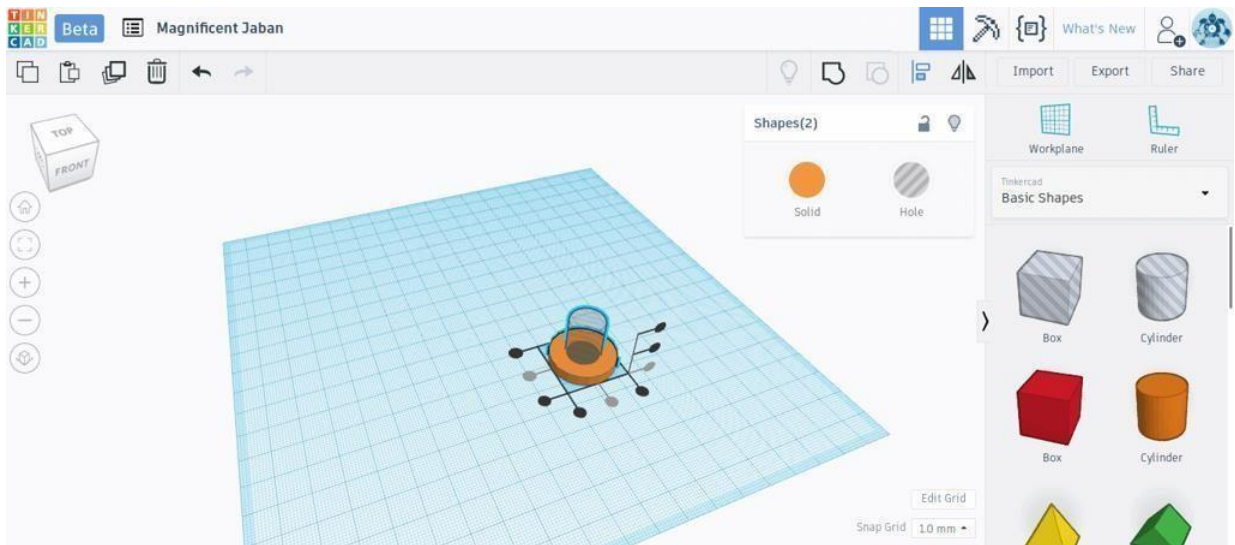 TIN
KER
CAD
Beta
Magnificent Jaban
What's New
Import
Export
Share
Shapes(2)
Solid
Hole
Workplane
Ruler
Tinkercad
Basic Shapes
Box
Cylinder
Box
Cylinder
TOP
FRONT
Edit Grid
Snap Grid 1.0 mm